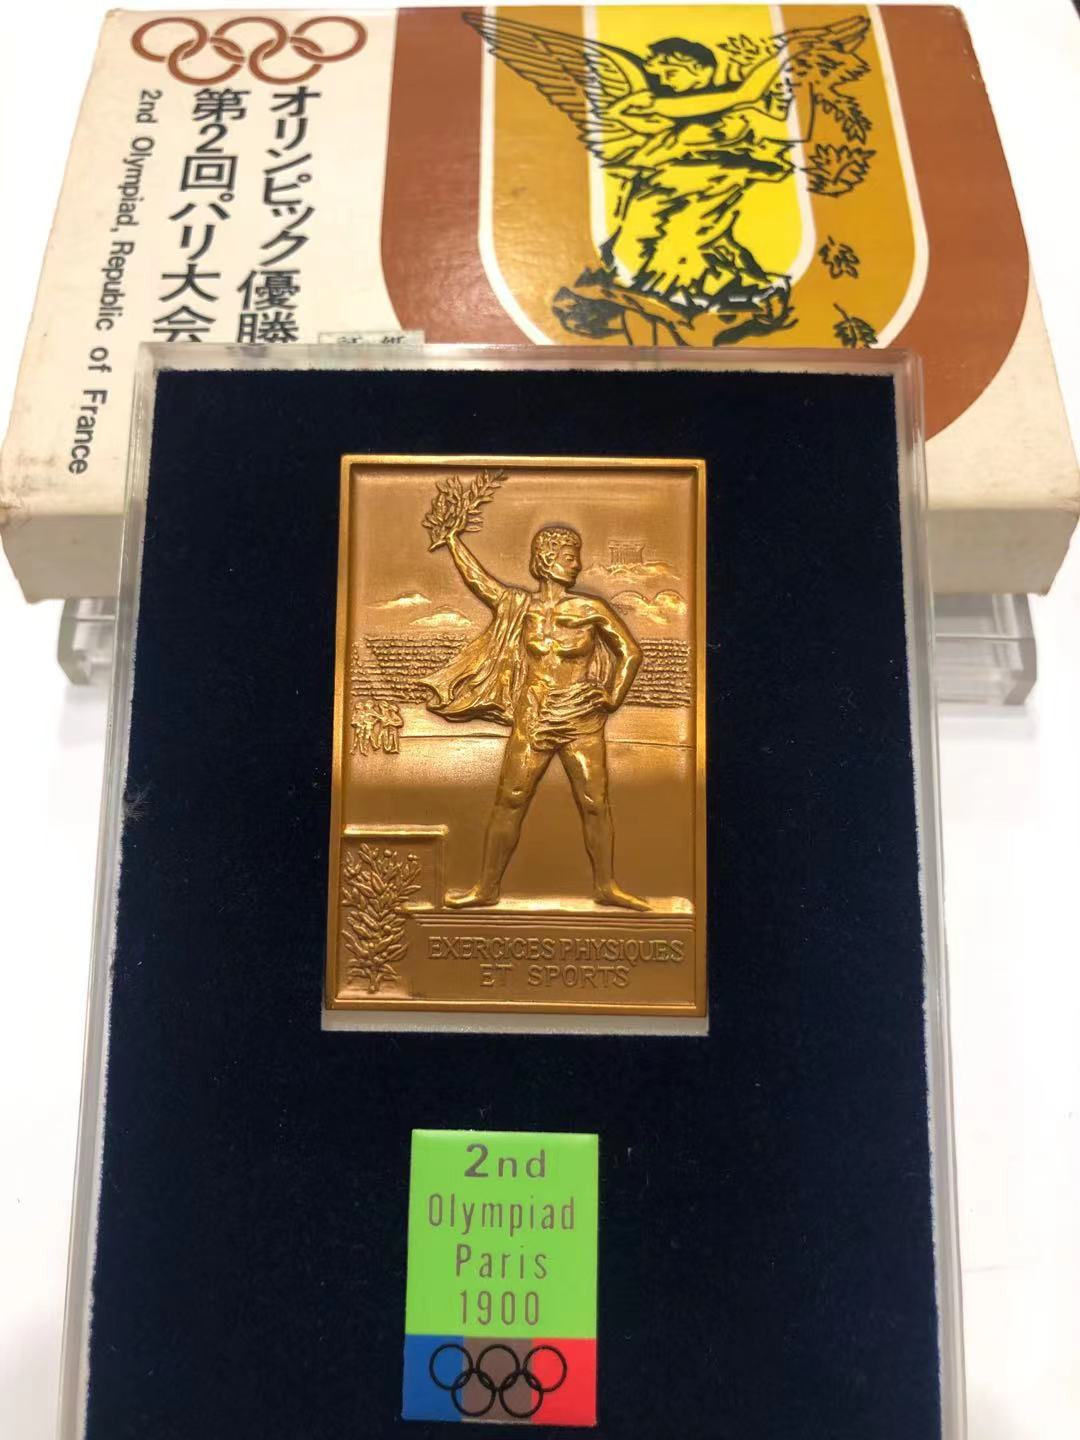 オリンピック優勝
第2回パリ大会
2nd Olympiad, Republic of France
EXERCICES PHYSIQUES
ET SPORTS
2nd
Olympiad
Paris
1900